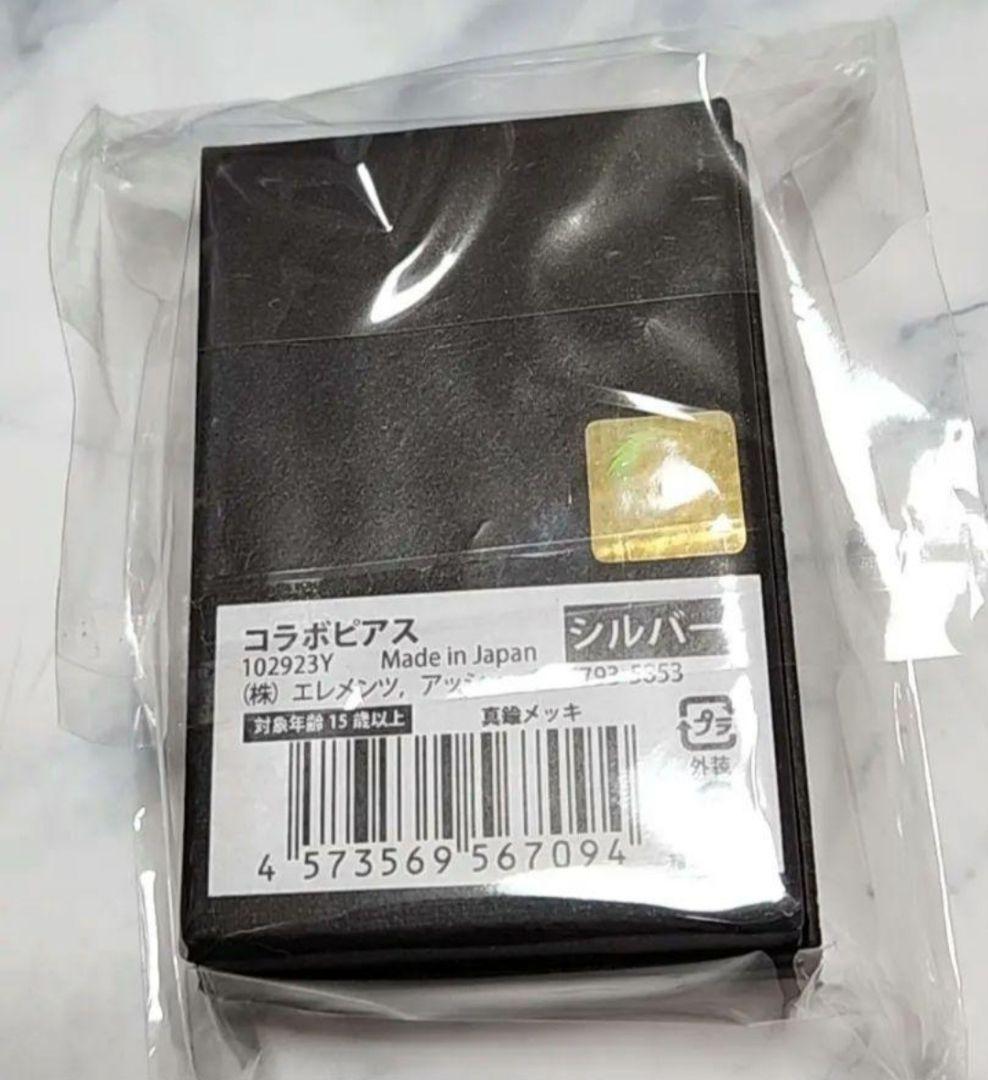 コラボピアス
シルバー
102923Y Made in Japan
(株) エレメンツ, アッシュ
対象年齢 15 歳以上
真鍮メッキ
プラ
外装
4 573569 567094